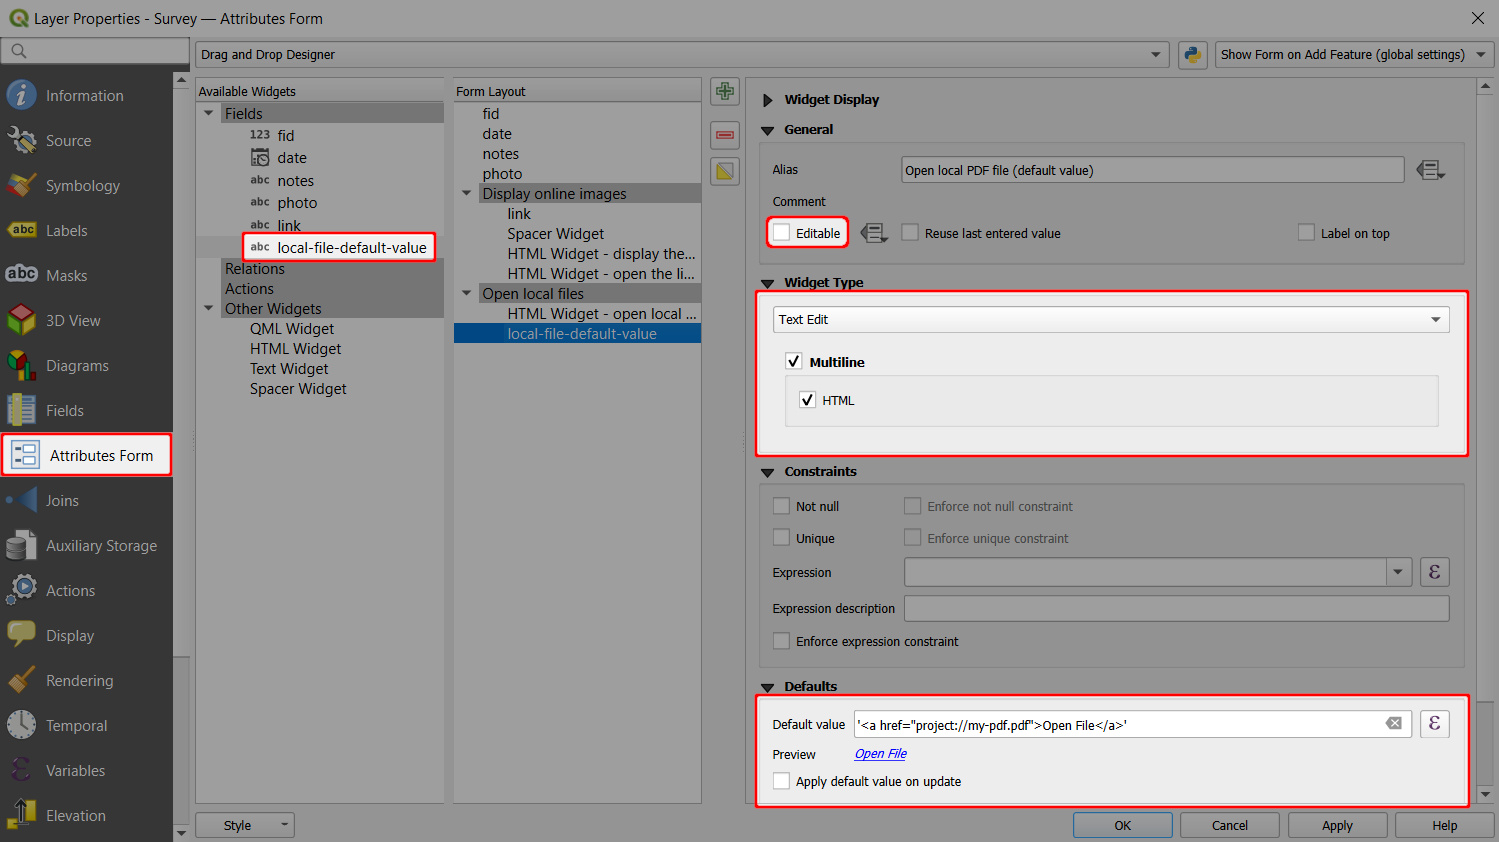 Layer Properties - Survey — Attributes Form
Drag and Drop Designer
Show Form on Add Feature (global settings)
Information
Source
Symbology
abc Labels
abc Masks
3D View
Diagrams
Fields
Attributes Form
Joins
Auxiliary Storage
Actions
Display
Rendering
Temporal
ε Variables
Elevation
Available Widgets
Fields
123 fid
date
abc notes
abc photo
abc link
abc local-file-default-value
Relations
Actions
Other Widgets
QML Widget
HTML Widget
Text Widget
Spacer Widget
Form Layout
fid
date
notes
photo
Display online images
link
Spacer Widget
HTML Widget - display the...
HTML Widget - open the li...
Open local files
HTML Widget - open local ...
local-file-default-value
Widget Display
General
Alias Open local PDF file (default value)
Comment
Editable Reuse last entered value Label on top
Widget Type
Text Edit
Multiline
HTML
Constraints
Not null Enforce not null constraint
Unique Enforce unique constraint
Expression ε
Expression description
Enforce expression constraint
Defaults
Default value '<a href="project://my-pdf.pdf">Open File</a>' ε
Preview Open File
Apply default value on update
Style OK Cancel Apply Help